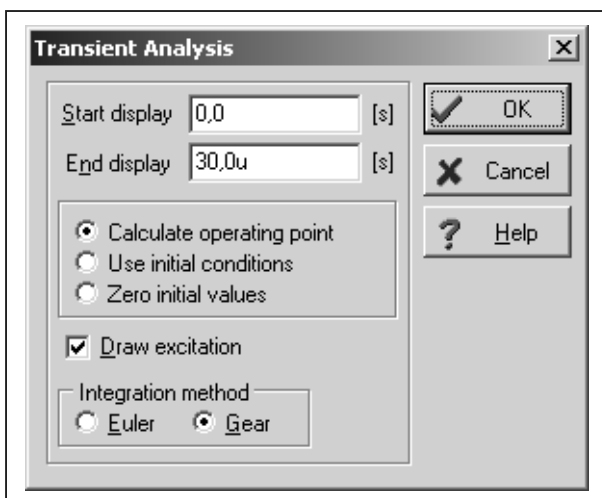 Transient Analysis
Start display 0,0 [s]
End display 30,0u [s]
Calculate operating point
Use initial conditions
Zero initial values
Draw excitation
Integration method
Euler Gear
OK
Cancel
? Help